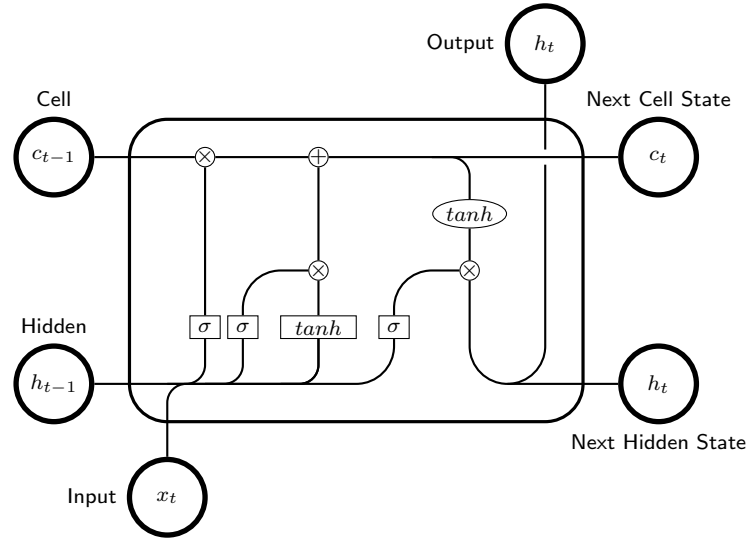 Output
h_t
Cell
Next Cell State
c_{t−1}
×
+
c_t
tanh
×
×
Hidden
σ
σ
tanh
σ
h_{t−1}
h_t
Next Hidden State
Input
x_t